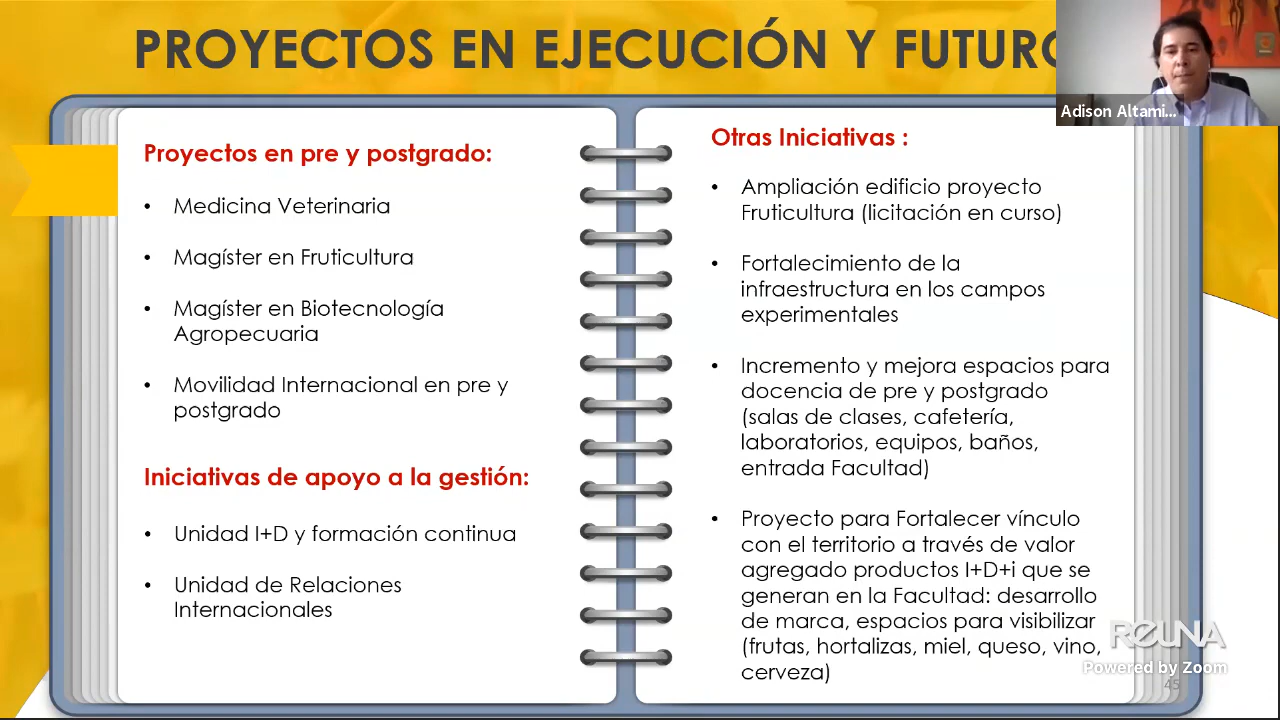 PROYECTOS EN EJECUCIÓN Y FUTURO
Adison Altami...
Proyectos en pre y postgrado:
• Medicina Veterinaria
• Magíster en Fruticultura
• Magíster en Biotecnología
Agropecuaria
• Movilidad Internacional en pre y
postgrado
Iniciativas de apoyo a la gestión:
• Unidad I+D y formación continua
• Unidad de Relaciones
Internacionales
Otras Iniciativas :
• Ampliación edificio proyecto
Fruticultura (licitación en curso)
• Fortalecimiento de la
infraestructura en los campos
experimentales
• Incremento y mejora espacios para
docencia de pre y postgrado
(salas de clases, cafetería,
laboratorios, equipos, baños,
entrada Facultad)
• Proyecto para Fortalecer vínculo
con el territorio a través de valor
agregado productos I+D+i que se
generan en la Facultad: desarrollo
de marca, espacios para visibilizar
(frutas, hortalizas, miel, queso, vino,
cerveza)
REUNA
Powered by Zoom
45